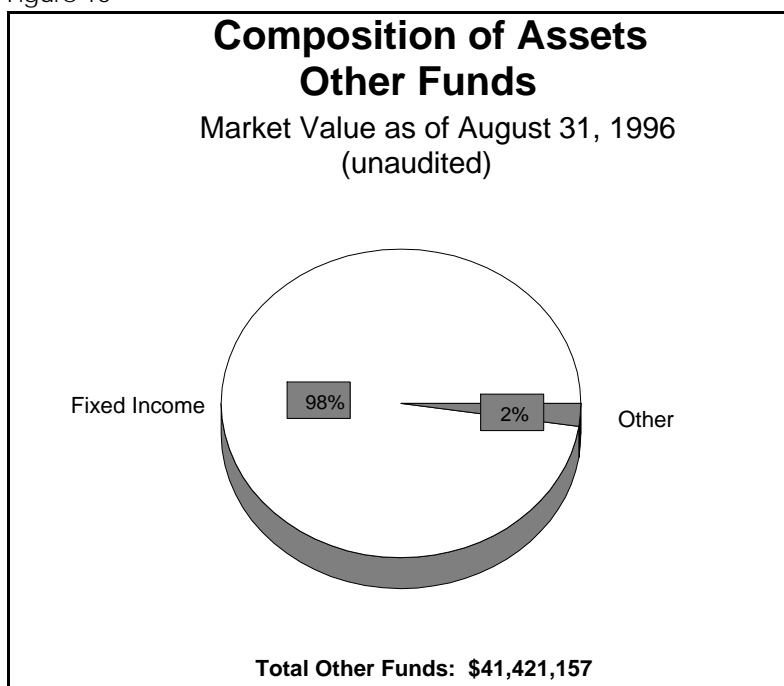 Composition of Assets
Other Funds
Market Value as of August 31, 1996
(unaudited)
Fixed Income
98%
2%
Other
Total Other Funds: $41,421,157